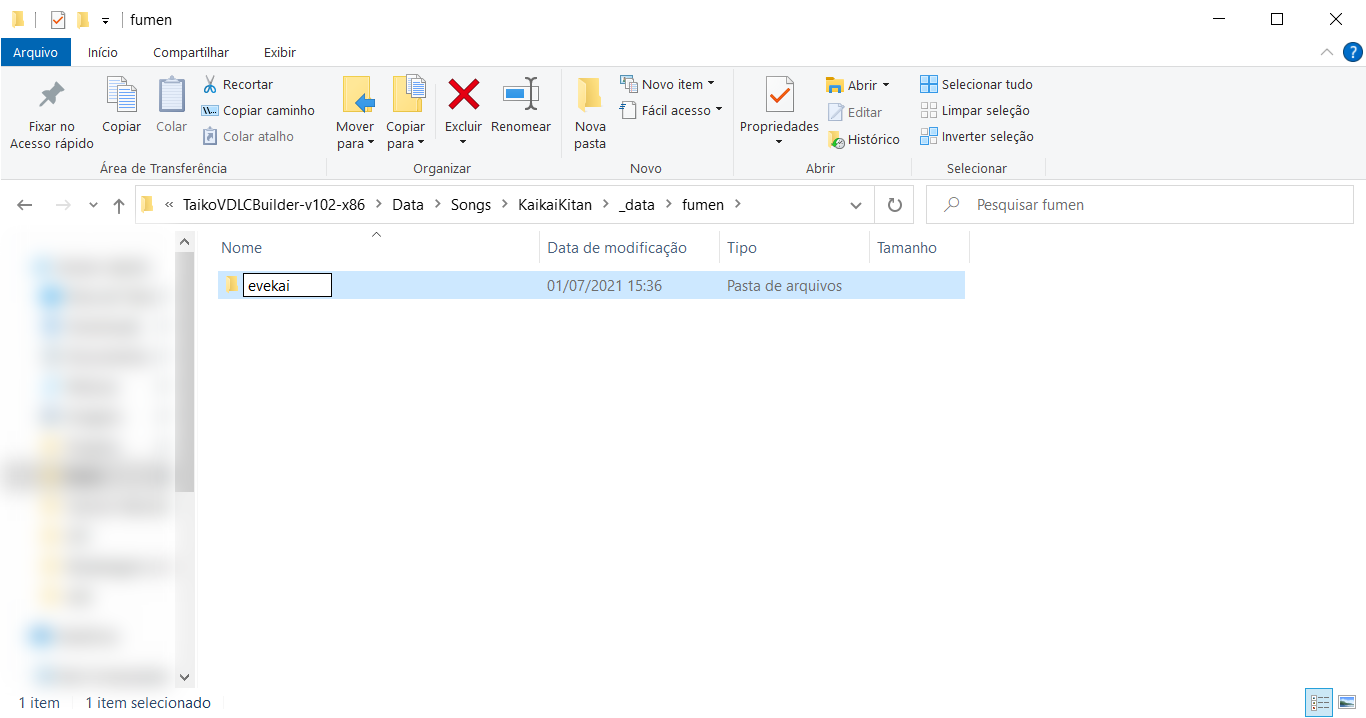 fumen
Arquivo Início Compartilhar Exibir
Fixar no Acesso rápido
Copiar
Colar
Recortar
Copiar caminho
Colar atalho
Área de Transferência
Mover para
Copiar para
Excluir
Renomear
Organizar
Nova pasta
Novo item
Fácil acesso
Novo
Propriedades
Abrir
Editar
Histórico
Abrir
Selecionar tudo
Limpar seleção
Inverter seleção
Selecionar
« TaikoVDLCBuilder-v102-x86 > Data > Songs > KaikaiKitan > _data > fumen >
Pesquisar fumen
Nome Data de modificação Tipo Tamanho
evekai 01/07/2021 15:36 Pasta de arquivos
1 item 1 item selecionado